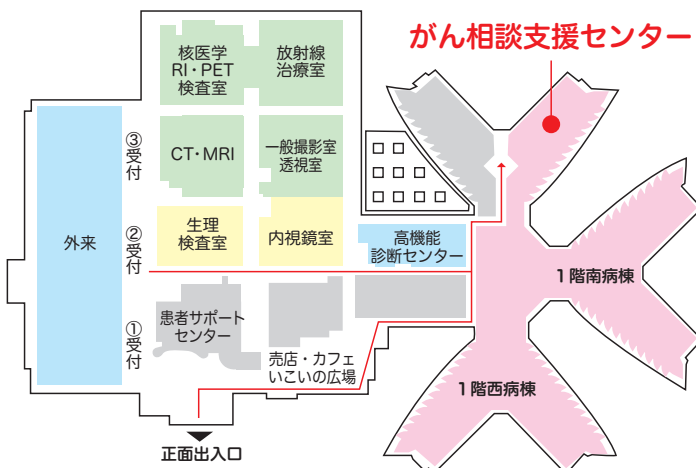 がん相談支援センター
核医学
RI・PET
検査室
放射線
治療室
③受付
CT・MRI
一般撮影室
透視室
外来
②受付
生理
検査室
内視鏡室
高機能
診断センター
1階南病棟
①受付
患者サポート
センター
売店・カフェ
いこいの広場
1階西病棟
正面出入口